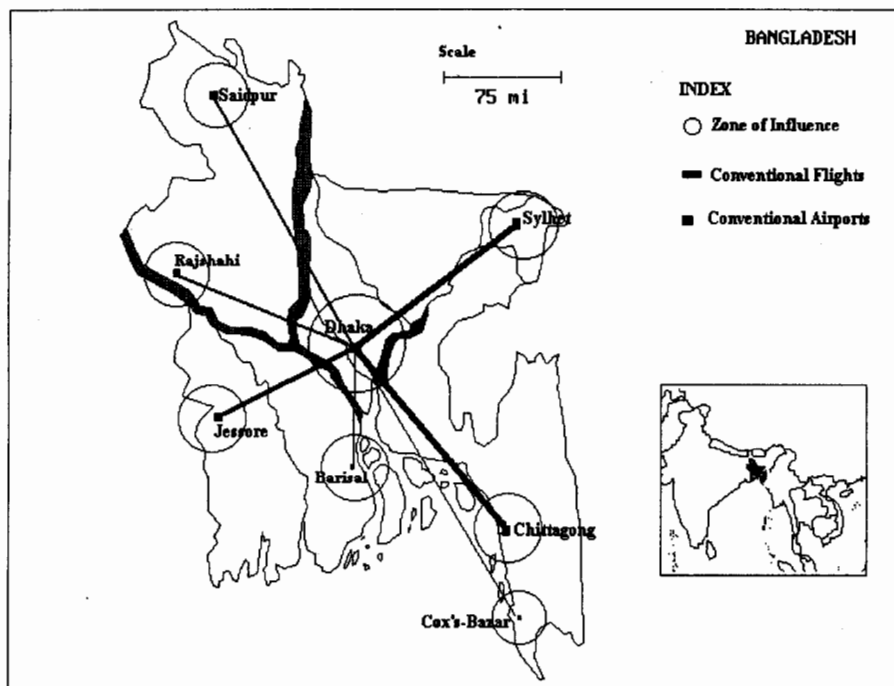 BANGLADESH
Scale
75 mi
INDEX
Zone of Influence
Conventional Flights
Conventional Airports
Saidpur
Sylhet
Rajshahi
Dhaka
Jessore
Barisal
Chittagong
Cox's-Bazar